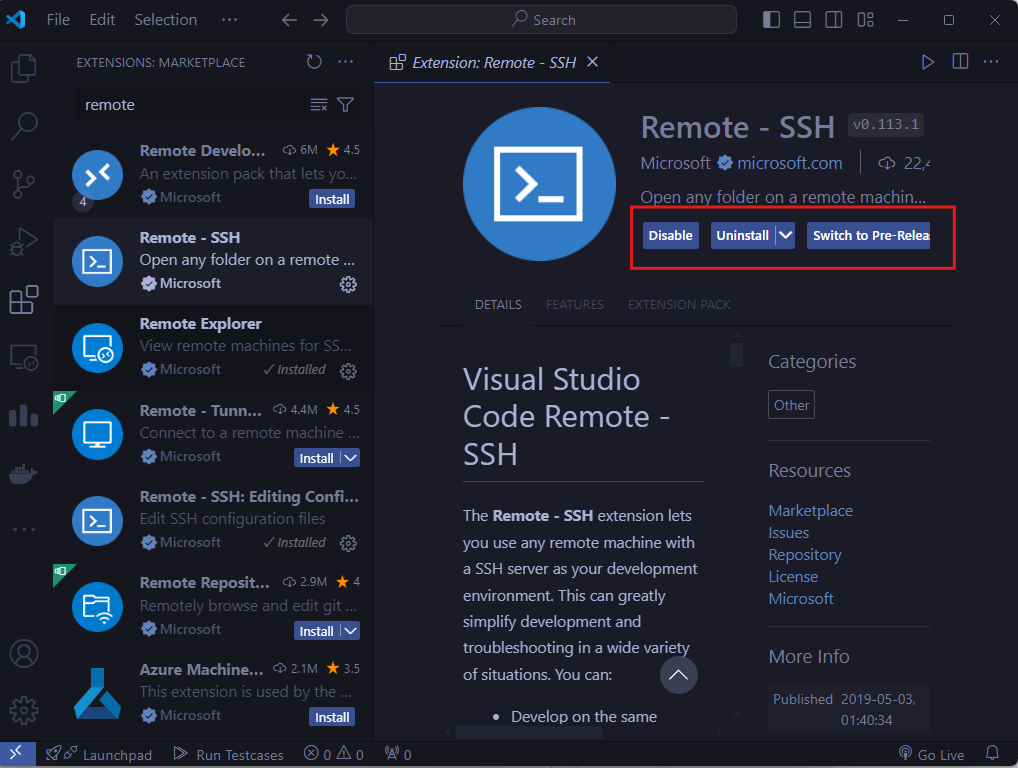 File Edit Selection ···
Search
EXTENSIONS: MARKETPLACE
remote
Remote Develo... 6M 4.5
An extension pack that lets yo...
Microsoft Install
4
Remote - SSH
Open any folder on a remote ...
Microsoft
Remote Explorer
View remote machines for SS...
Microsoft ✓ Installed
Remote - Tunn... 4.4M 4.5
Connect to a remote machine ...
Microsoft Install
Remote - SSH: Editing Confi...
Edit SSH configuration files
Microsoft ✓ Installed
Remote Reposit... 2.9M 4
Remotely browse and edit git ...
Microsoft Install
Azure Machine... 2.1M 3.5
This extension is used by the ...
Microsoft Install
Extension: Remote - SSH
Remote - SSH v0.113.1
Microsoft microsoft.com 22,4
Open any folder on a remote machin...
Disable Uninstall Switch to Pre-Relea
DETAILS FEATURES EXTENSION PACK
Visual Studio
Code Remote -
SSH
The Remote - SSH extension lets
you use any remote machine with
a SSH server as your development
environment. This can greatly
simplify development and
troubleshooting in a wide variety
of situations. You can:
• Develop on the same
Categories
Other
Resources
Marketplace
Issues
Repository
License
Microsoft
More Info
Published 2019-05-03,
01:40:34
Launchpad Run Testcases 0 0 0 Go Live